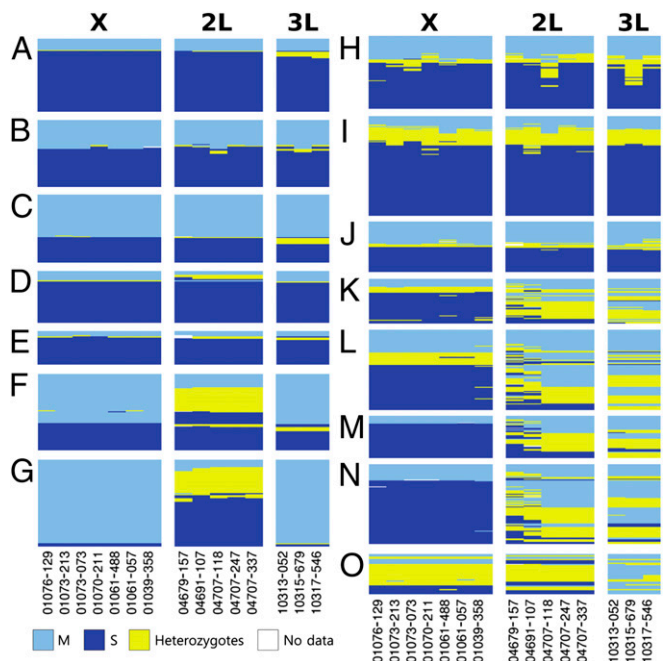 X 2L 3L
A
B
C
D
E
F
G
01076-129
01073-213
01073-073
01070-211
01061-488
01061-057
01039-358
04679-157
04691-107
04707-118
04707-247
04707-337
10313-052
10315-679
10317-546
M S Heterozygotes No data
X 2L 3L
H
I
J
K
L
M
N
O
01076-129
01073-213
01073-073
01070-211
01061-488
01061-057
01039-358
04679-157
04691-107
04707-118
04707-247
04707-337
10313-052
10315-679
10317-546